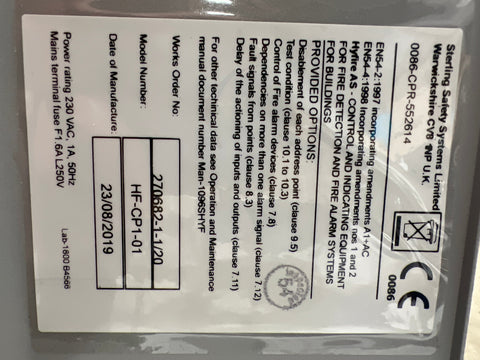 Sterling Safety Systems Limited
Warwickshire CV9 1NP U.K.
0086-CPR-552614
CE
0086
EN54-2:1997 incorporating amendments A1+AC
EN54-4:1998 incorporating amendments nos 1 and 2
Hyfire AS - CONTROL AND INDICATING EQUIPMENT
FOR FIRE DETECTION AND FIRE ALARM SYSTEMS
FOR BUILDINGS
PROVIDED OPTIONS:
Disablement of each address point (clause 9.5)
Test condition (clause 10.1 to 10.3)
Control of Fire alarm devices (clause 7.8)
Dependencies on more than one alarm signal (clause 7.12)
Fault signals from points (clause 8.3)
Delay of the actioning of inputs and outputs (clause 7.11)
For other technical data see Operation and Maintenance
manual document number Man-1096SHYF
Works Order No: 270682-1-1/20
Model Number: HF-CP1-01
Date of Manufacture: 23/08/2019
Power rating 230 VAC, 1A, 50Hz
Mains terminal fuse F1.6A L250V
Lab-1600 B4566